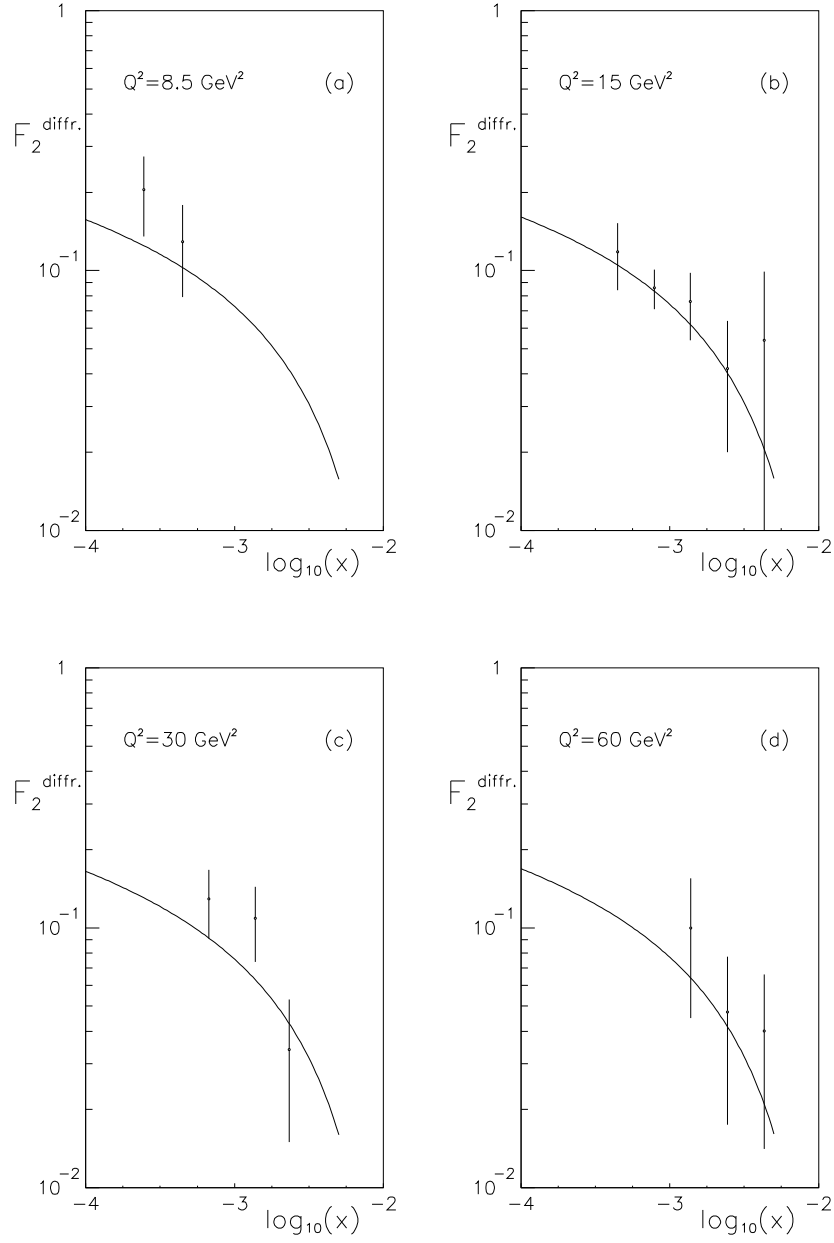 1
Q²=8.5 GeV²
(a)
F₂ diffr.
10⁻¹
10⁻²
−4
−3
−2
log₁₀(x)
1
Q²=15 GeV²
(b)
F₂ diffr.
10⁻¹
10⁻²
−4
−3
−2
log₁₀(x)
1
Q²=30 GeV²
(c)
F₂ diffr.
10⁻¹
10⁻²
−4
−3
−2
log₁₀(x)
1
Q²=60 GeV²
(d)
F₂ diffr.
10⁻¹
10⁻²
−4
−3
−2
log₁₀(x)